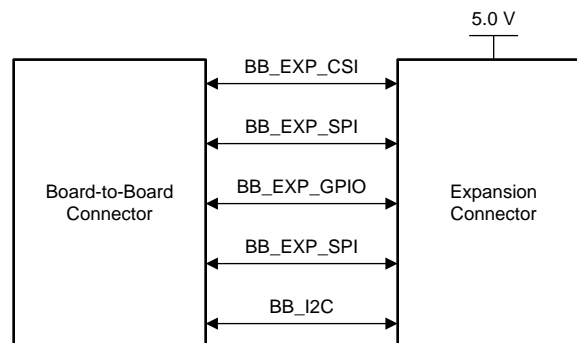 5.0 V
BB_EXP_CSI
BB_EXP_SPI
Board-to-Board
Connector
BB_EXP_GPIO
Expansion
Connector
BB_EXP_SPI
BB_I2C